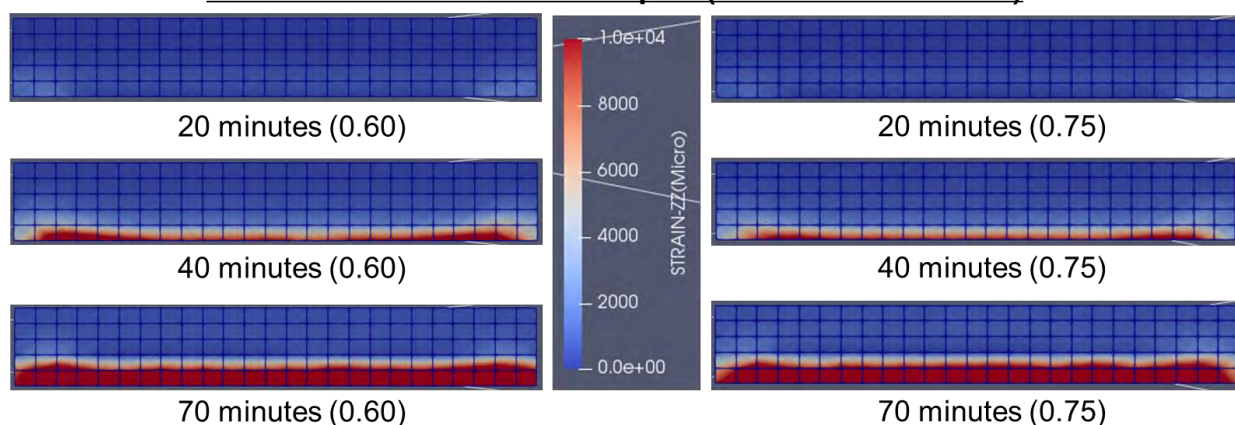 20 minutes (0.60)
40 minutes (0.60)
70 minutes (0.60)
1.0e+04
8000
6000
4000
2000
0.0e+00
STRAIN-ZZ(Micro)
20 minutes (0.75)
40 minutes (0.75)
70 minutes (0.75)